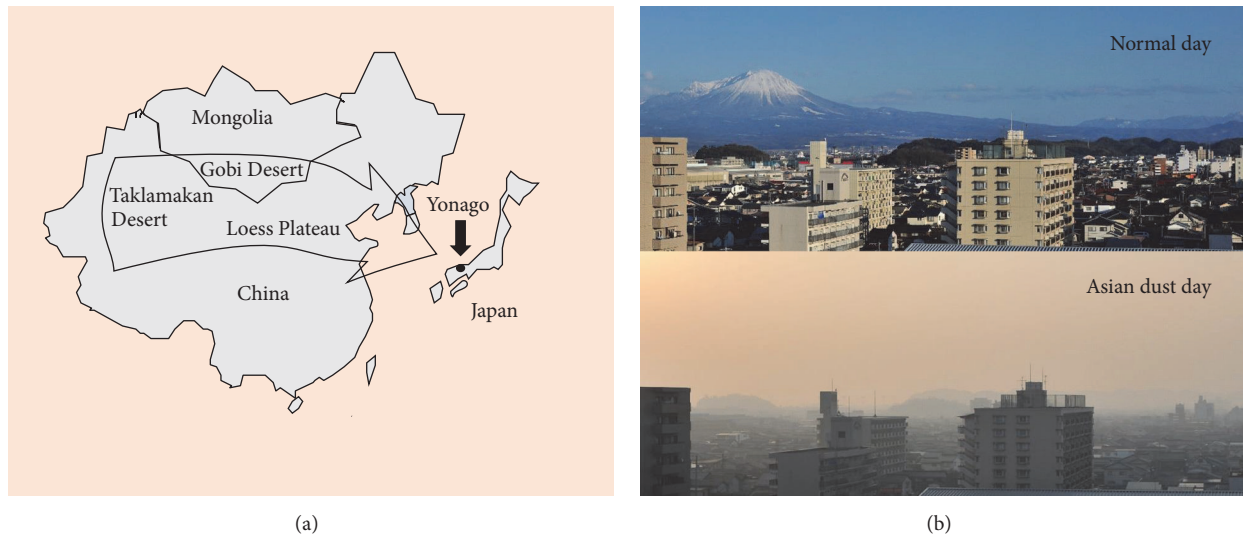 Mongolia
Gobi Desert
Taklamakan
Desert
Loess Plateau
China
Yonago
Japan
(a)
Normal day
Asian dust day
(b)